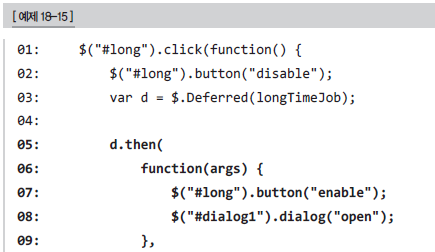 [ 예제 18-15 ]
01: $("#long").click(function() {
02: $("#long").button("disable");
03: var d = $.Deferred(longTimeJob);
04:
05: d.then(
06: function(args) {
07: $("#long").button("enable");
08: $("#dialog1").dialog("open");
09: },